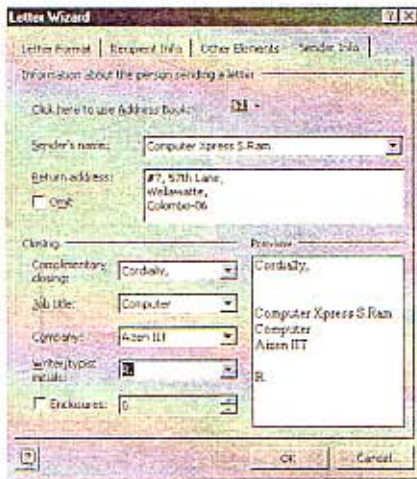 Letter Wizard
Letter Format
Recipient Info
Other Elements
Sender Info
Information about the person sending a letter
Click here to use Address Book:
Sender's name:
Computer Xpress S.Ram
Return address:
#7, 57th Lane,
Wellawatte,
Colombo-06
Omit
Closing
Preview
Complimentary closing:
Cordially,
Job title:
Computer
Company:
Aizen IIT
Writer/typist initials:
R.
Enclosures:
Cordially,
Computer Xpress S.Ram
Computer
Aizen IIT
R.
OK
Cancel